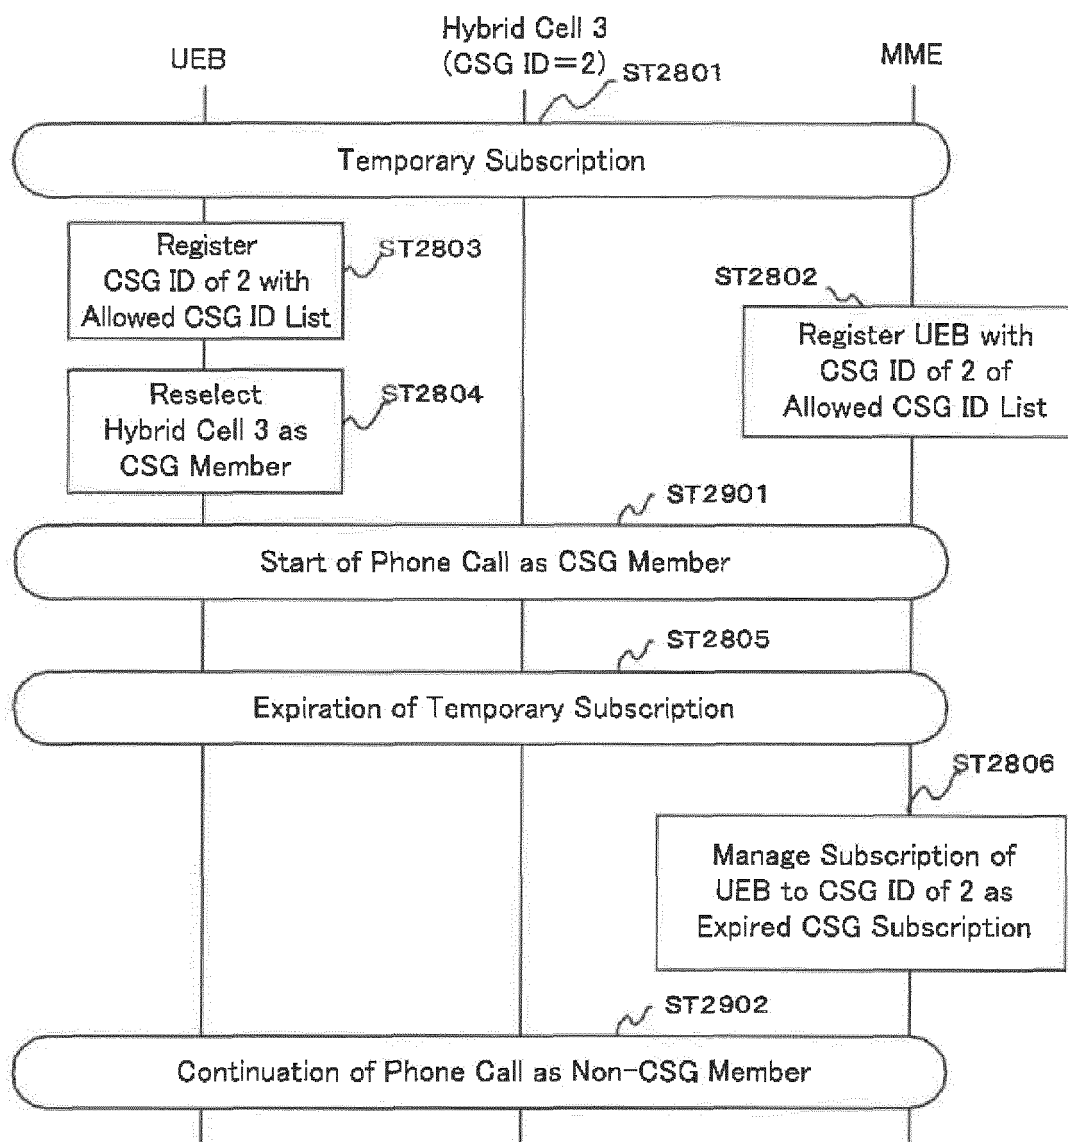 UEB
Hybrid Cell 3
(CSG ID=2)
MME
ST2801
Temporary Subscription
Register
CSG ID of 2 with
Allowed CSG ID List
ST2803
ST2802
Register UEB with
CSG ID of 2 of
Allowed CSG ID List
Reselect
Hybrid Cell 3 as
CSG Member
ST2804
ST2901
Start of Phone Call as CSG Member
ST2805
Expiration of Temporary Subscription
ST2806
Manage Subscription of
UEB to CSG ID of 2 as
Expired CSG Subscription
ST2902
Continuation of Phone Call as Non-CSG Member